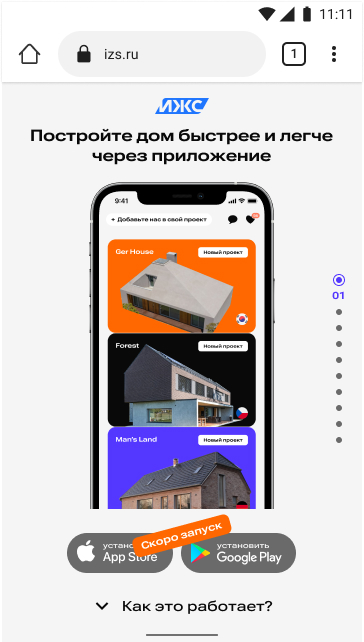 11:11
izs.ru
1
ИЖС
Постройте дом быстрее и легче
через приложение
9:41
+ Добавьте нас в свой проект
Ger House
Новый проект
Forest
Новый проект
Man's Land
Новый проект
01
Скоро запуск
App Store
установить
Google Play
Как это работает?